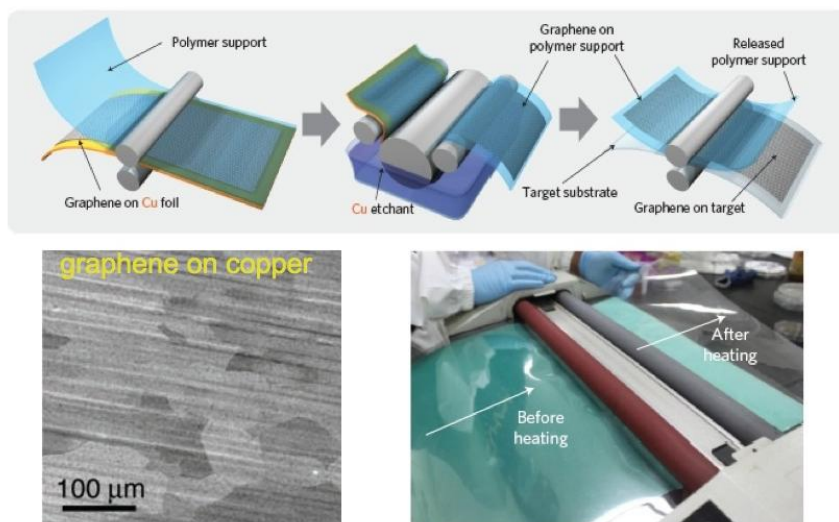 Polymer support
Graphene on Cu foil
Graphene on
polymer support
Cu etchant
Released
polymer support
Target substrate
Graphene on target
graphene on copper
100 μm
Before
heating
After
heating